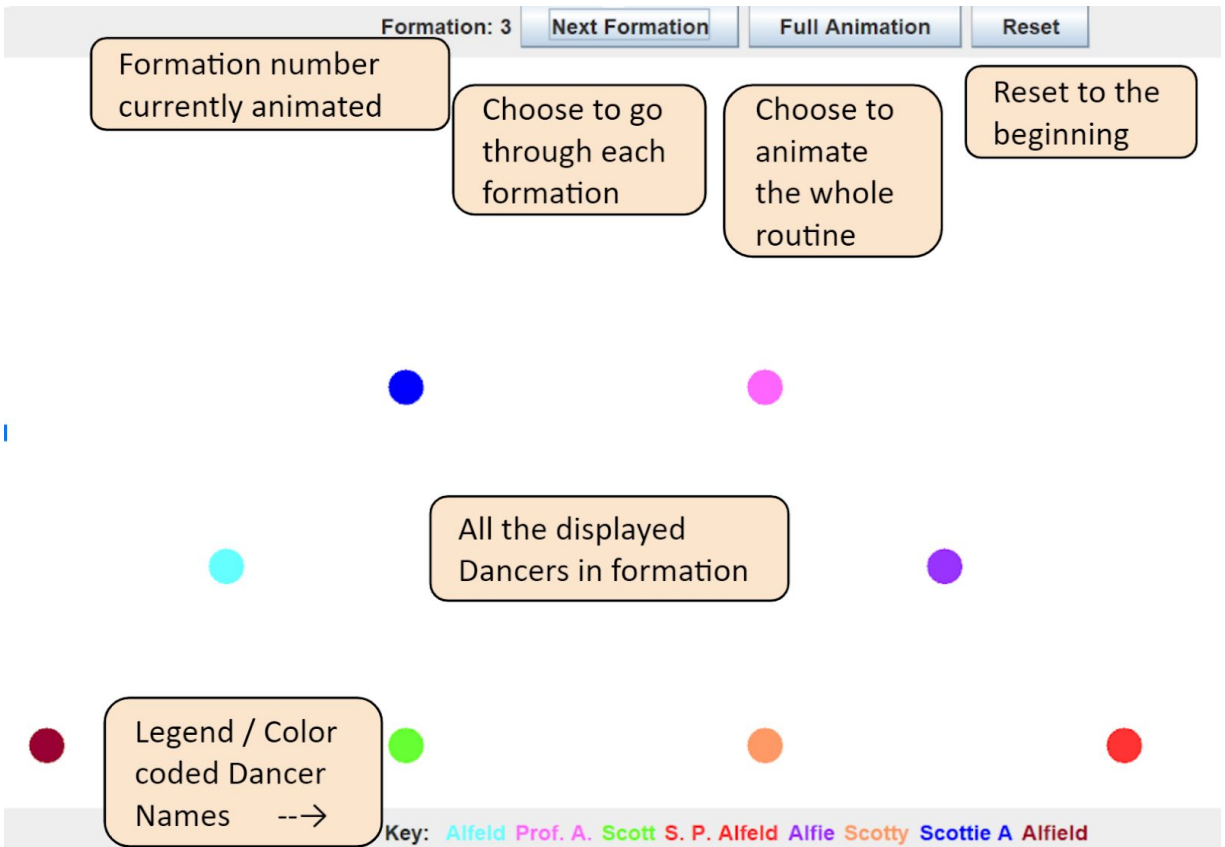 Formation: 3 Next Formation Full Animation Reset
Formation number
currently animated
Choose to go
through each
formation
Choose to
animate
the whole
routine
Reset to the
beginning
All the displayed
Dancers in formation
Legend / Color
coded Dancer
Names --→
Key: Alfeld Prof. A. Scott S. P. Alfeld Alfie Scotty Scottie A Alfield